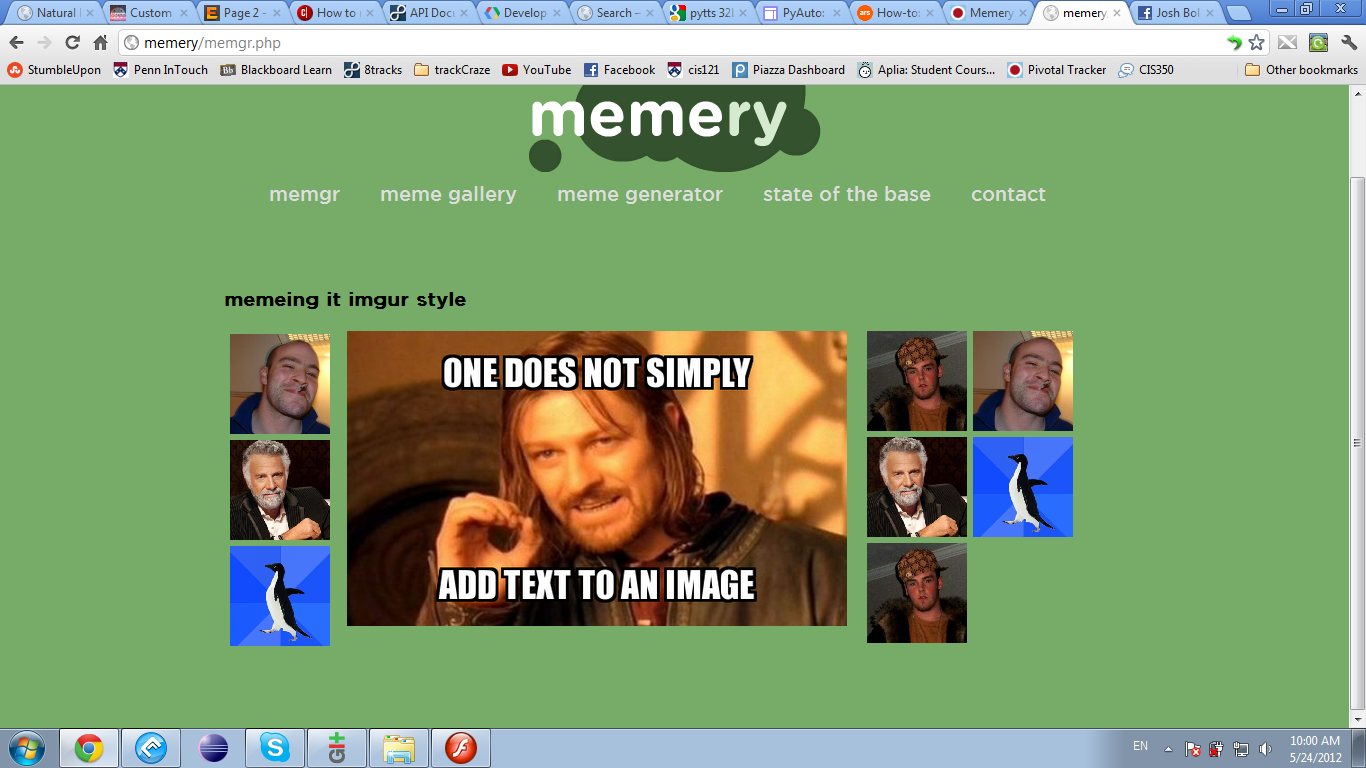 Natural
Custom
Page 2 -
How to
API Doc
Develop
Search –
pytts 32
PyAuto:
How-to:
Memery
memery
Josh Bol
memery/memgr.php
StumbleUpon
Penn InTouch
Bb
Blackboard Learn
8tracks
trackCraze
YouTube
Facebook
cis121
Piazza Dashboard
Aplia: Student Cours...
Pivotal Tracker
CIS350
Other bookmarks
memery
memgr
meme gallery
meme generator
state of the base
contact
memeing it imgur style
ONE DOES NOT SIMPLY
ADD TEXT TO AN IMAGE
EN
10:00 AM
5/24/2012